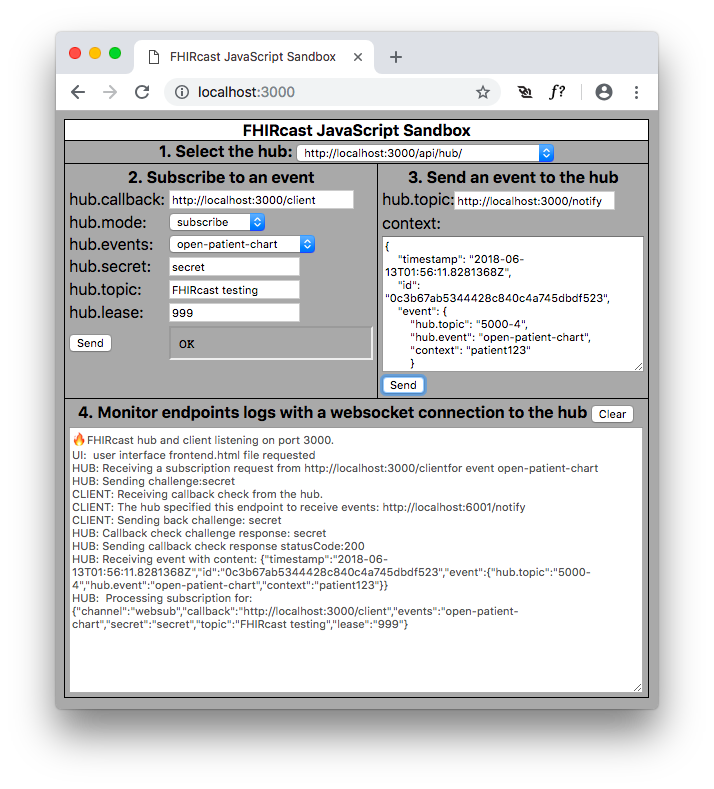 FHIRcast JavaScript Sandbox
localhost:3000
f?
FHIRcast JavaScript Sandbox
1. Select the hub: http://localhost:3000/api/hub/
2. Subscribe to an event
hub.callback: http://localhost:3000/client
hub.mode: subscribe
hub.events: open-patient-chart
hub.secret: secret
hub.topic: FHIRcast testing
hub.lease: 999
Send OK
3. Send an event to the hub
hub.topic: http://localhost:3000/notify
context:
{
"timestamp": "2018-06-
13T01:56:11.8281368Z",
"id":
"0c3b67ab5344428c840c4a745dbdf523",
"event": {
"hub.topic": "5000-4",
"hub.event": "open-patient-chart",
"context": "patient123"
}
Send
4. Monitor endpoints logs with a websocket connection to the hub Clear
🔥FHIRcast hub and client listening on port 3000.
UI:  user interface frontend.html file requested
HUB: Receiving a subscription request from http://localhost:3000/clientfor event open-patient-chart
HUB: Sending challenge:secret
CLIENT: Receiving callback check from the hub.
CLIENT: The hub specified this endpoint to receive events: http://localhost:6001/notify
CLIENT: Sending back challenge: secret
HUB: Callback check challenge response: secret
HUB: Sending callback check response statusCode:200
HUB: Receiving event with content: {"timestamp":"2018-06-
13T01:56:11.8281368Z","id":"0c3b67ab5344428c840c4a745dbdf523","event":{"hub.topic":"5000-
4","hub.event":"open-patient-chart","context":"patient123"}}
HUB:  Processing subscription for:
{"channel":"websub","callback":"http://localhost:3000/client","events":"open-patient-
chart","secret":"secret","topic":"FHIRcast testing","lease":"999"}